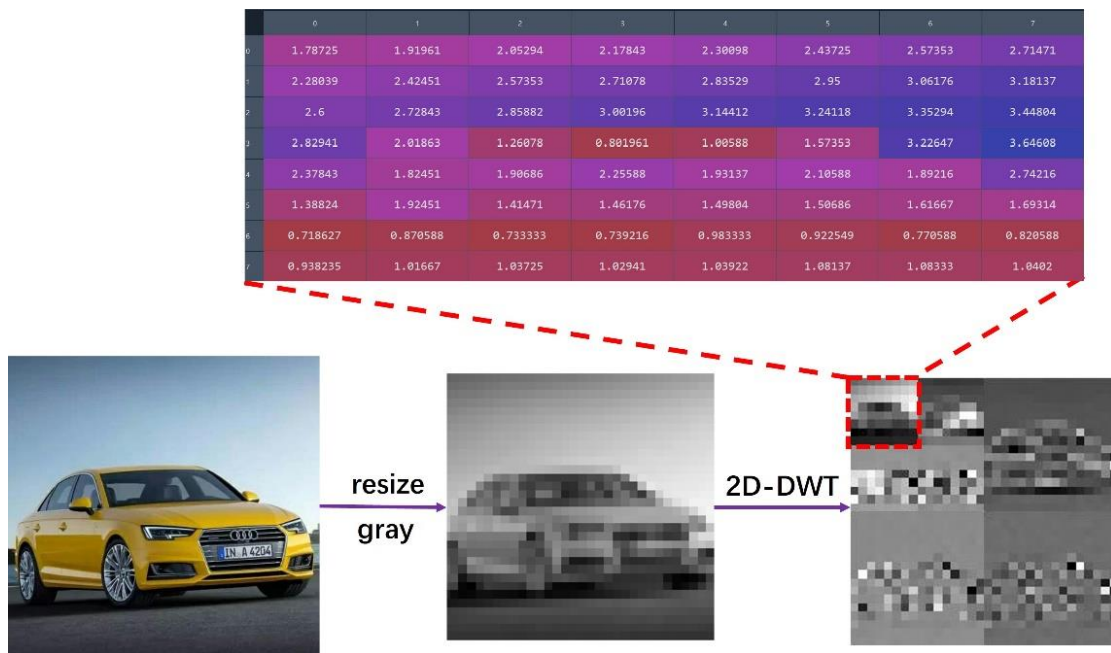 0 1 2 3 4 5 6 7
0 1.78725 1.91961 2.05294 2.17843 2.30098 2.43725 2.57353 2.71471
1 2.28039 2.42451 2.57353 2.71078 2.83529 2.95 3.06176 3.18137
2 2.6 2.72843 2.85882 3.00196 3.14412 3.24118 3.35294 3.44804
3 2.82941 2.01863 1.26078 0.801961 1.00588 1.57353 3.22647 3.64608
4 2.37843 1.82451 1.90686 2.25588 1.93137 2.10588 1.89216 2.74216
5 1.38824 1.92451 1.41471 1.46176 1.49804 1.50686 1.61667 1.69314
6 0.718627 0.870588 0.733333 0.739216 0.983333 0.922549 0.770588 0.820588
7 0.938235 1.01667 1.03725 1.02941 1.03922 1.08137 1.08333 1.0402
resize
gray
2D-DWT
IN A 4204